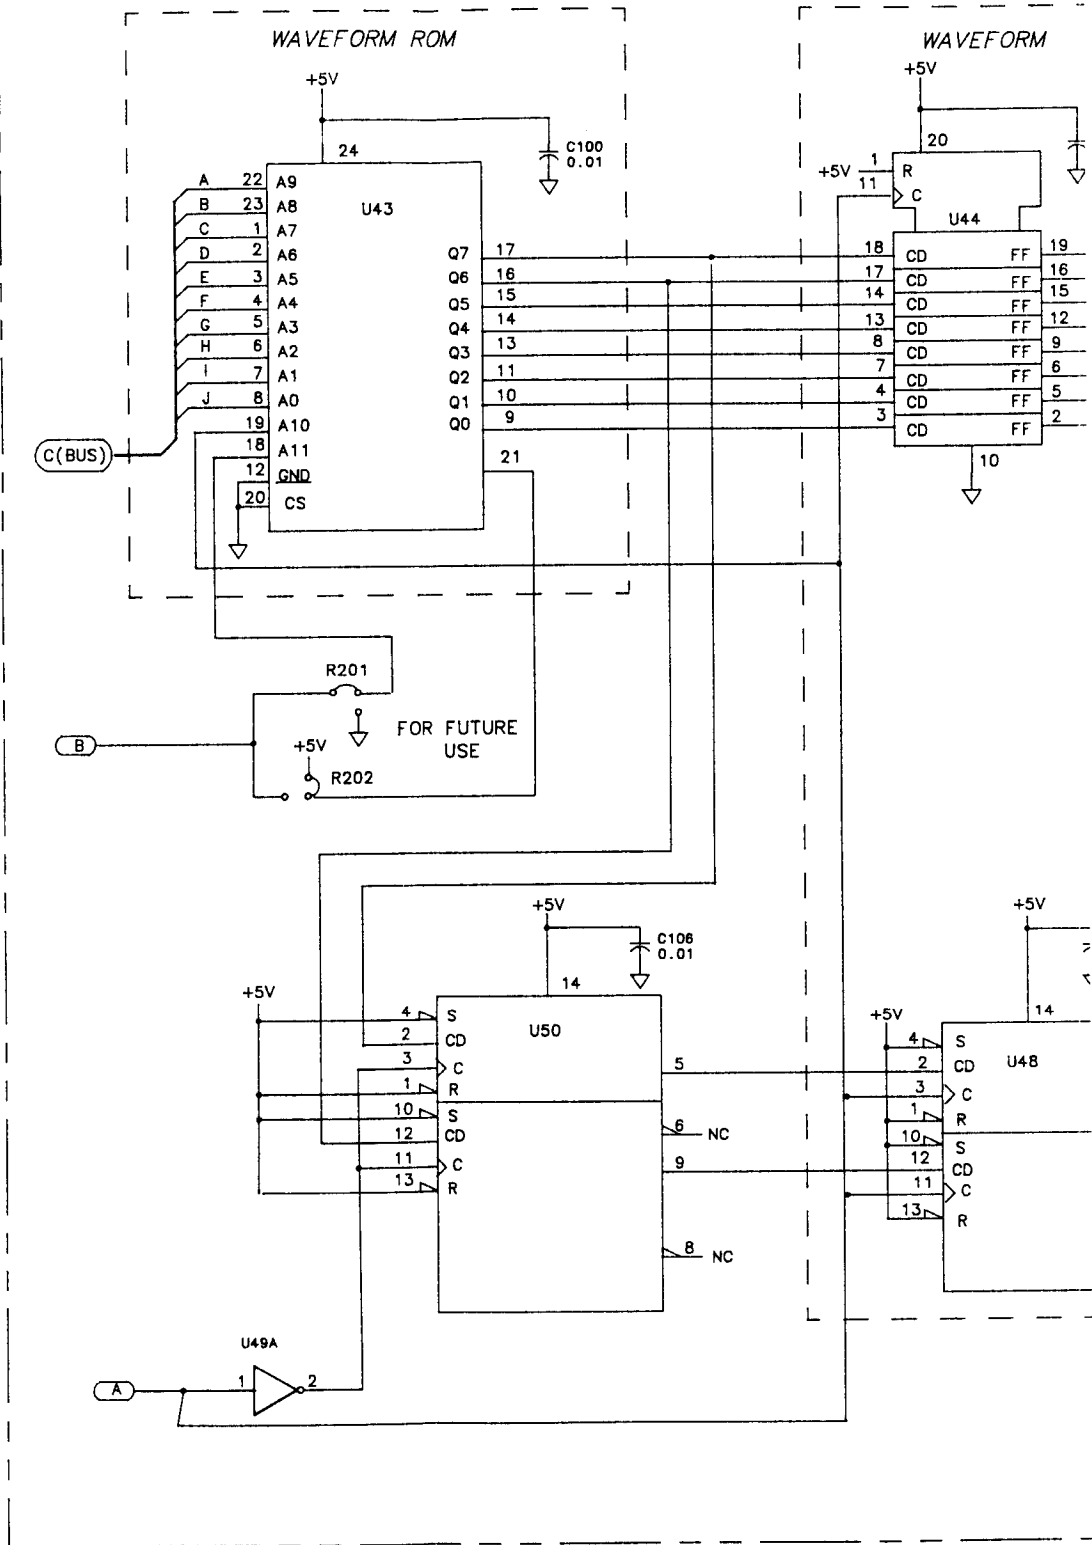 WAVEFORM ROM
WAVEFORM
+5V
+5V
C100
0.01
24
20
+5V 1 R
11 C
U43
U44
A 22 A9
B 23 A8
C 1 A7
D 2 A6
E 3 A5
F 4 A4
G 5 A3
H 6 A2
I 7 A1
J 8 A0
19 A10
18 A11
12 GND
20 CS
C(BUS)
Q7 17
Q6 16
Q5 15
Q4 14
Q3 13
Q2 11
Q1 10
Q0 9
21
18 CD FF 19
17 CD FF 16
14 CD FF 15
13 CD FF 12
8 CD FF 9
7 CD FF 6
4 CD FF 5
3 CD FF 2
10
R201
FOR FUTURE
USE
B
+5V
R202
+5V
C106
0.01
14
+5V
U50
4 S
2 CD
3 C
1 R
10 S
12 CD
11 C
13 R
5
6 NC
9
8 NC
+5V
14
+5V
U48
4 S
2 CD
3 C
1 R
10 S
12 CD
11 C
13 R
U49A
A
1
2